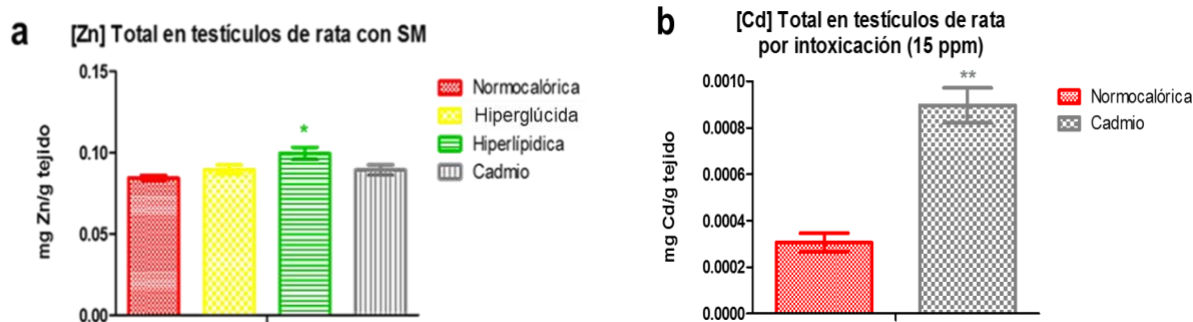 a
[Zn] Total en testículos de rata con SM
mg Zn/g tejido
0.15
0.10
0.05
0.00
*
Normocalórica
Hiperglúcida
Hiperlípidica
Cadmio
b
[Cd] Total en testículos de rata
por intoxicación (15 ppm)
mg Cd/g tejido
0.0010
0.0008
0.0006
0.0004
0.0002
0.0000
**
Normocalórica
Cadmio